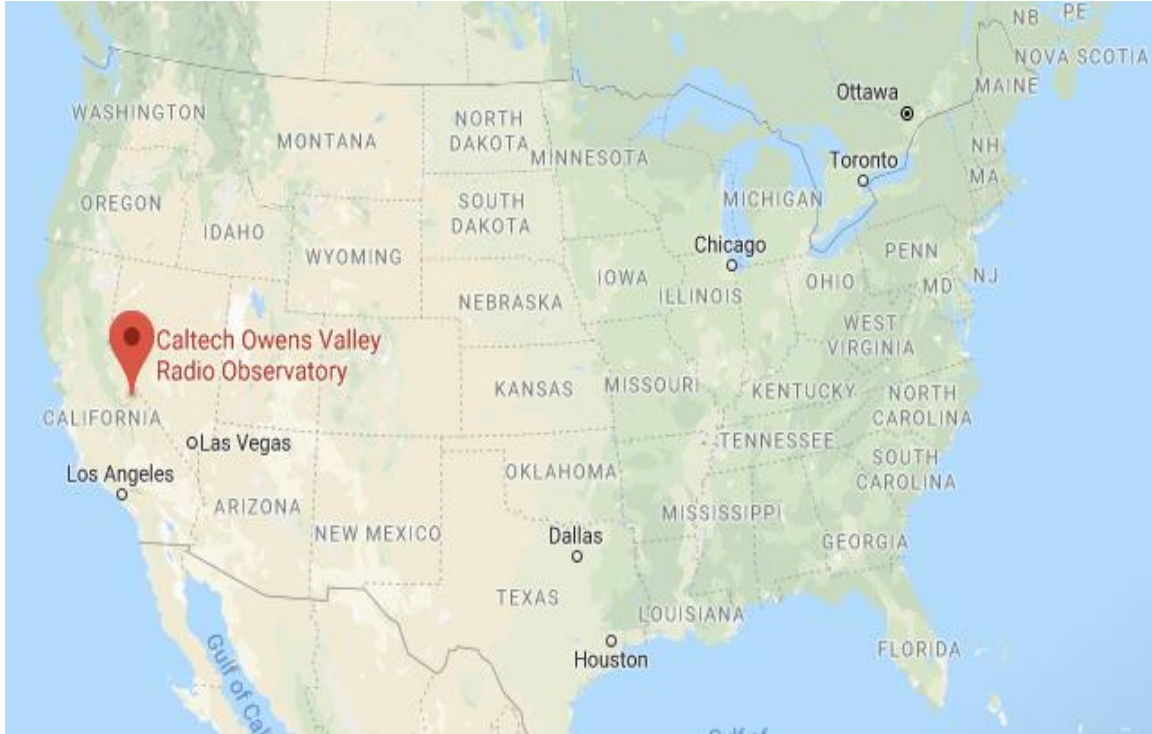 NB
PE
NOVA SCOTIA
MAINE
Ottawa
WASHINGTON
NORTH
DAKOTA
MONTANA
MINNESOTA
NH
Toronto
MA
MICHIGAN
OREGON
SOUTH
DAKOTA
IDAHO
Chicago
WYOMING
PENN
IOWA
OHIO
MD
NJ
ILLINOIS
NEBRASKA
WEST
VIRGINIA
Caltech Owens Valley
Radio Observatory
KANSAS
MISSOURI
KENTUCKY
NORTH
CAROLINA
CALIFORNIA
Las Vegas
TENNESSEE
Los Angeles
OKLAHOMA
SOUTH
CAROLINA
ARIZONA
MISSISSIPPI
NEW MEXICO
Dallas
GEORGIA
TEXAS
LOUISIANA
Houston
FLORIDA
Gulf of Cal
Gulf of